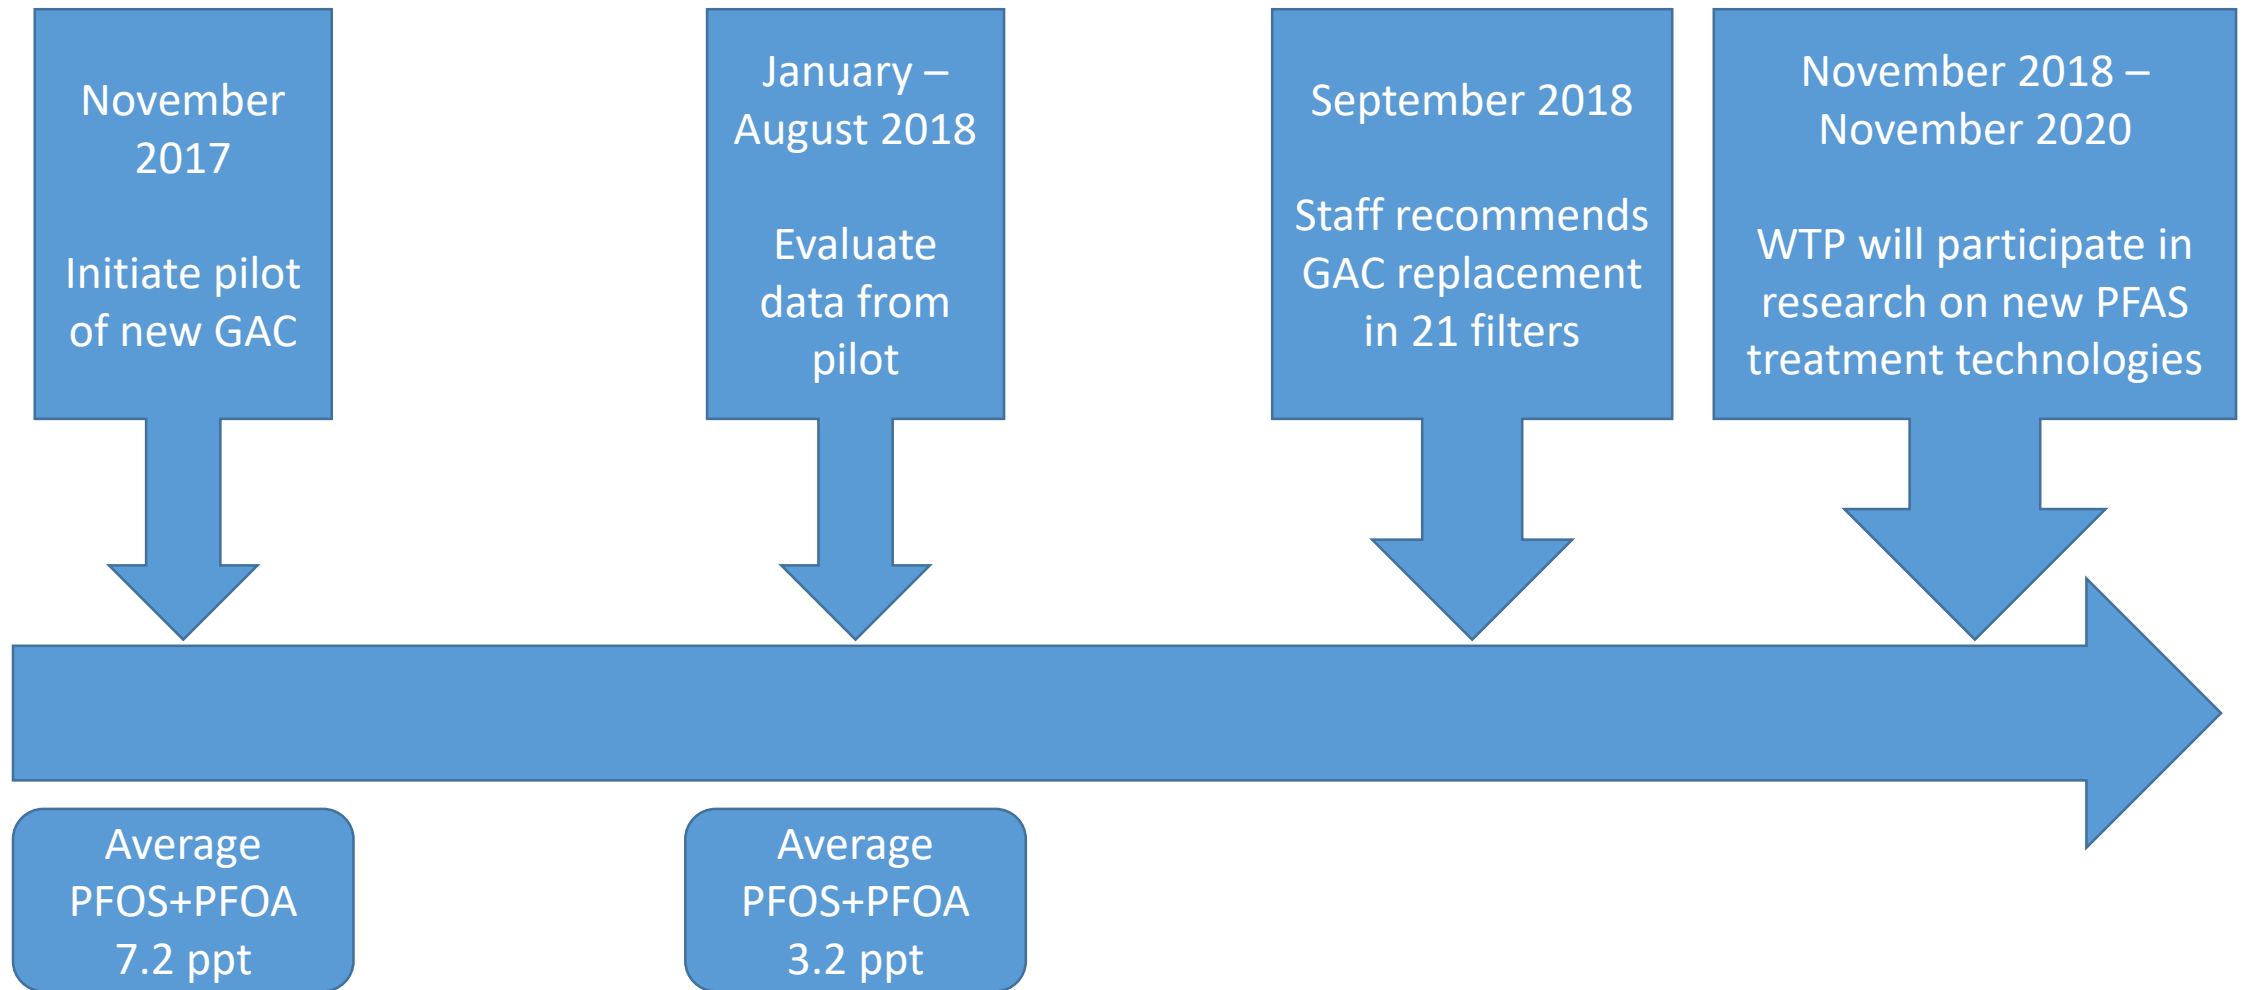 November
2017
Initiate pilot
of new GAC
January –
August 2018
Evaluate
data from
pilot
September 2018
Staff recommends
GAC replacement
in 21 filters
November 2018 –
November 2020
WTP will participate in
research on new PFAS
treatment technologies
Average
PFOS+PFOA
7.2 ppt
Average
PFOS+PFOA
3.2 ppt